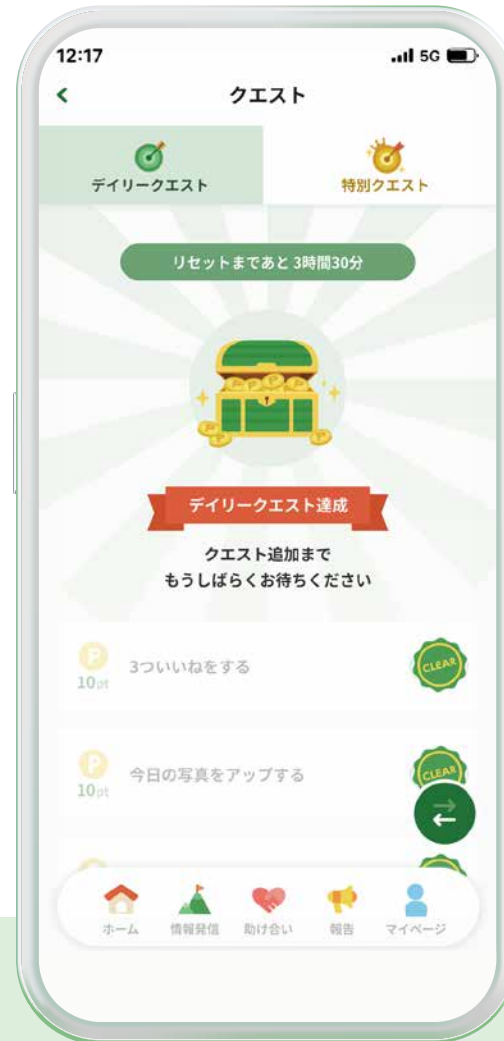 12:17
5G
クエスト
デイリークエスト
特別クエスト
リセットまであと 3時間30分
P P P P
P
P
デイリークエスト達成
クエスト追加まで
もうしばらくお待ちください
P
10pt
3ついいねをする
CLEAR
P
10pt
今日の写真をアップする
CLEAR
ホーム
情報発信
助け合い
報告
マイページ